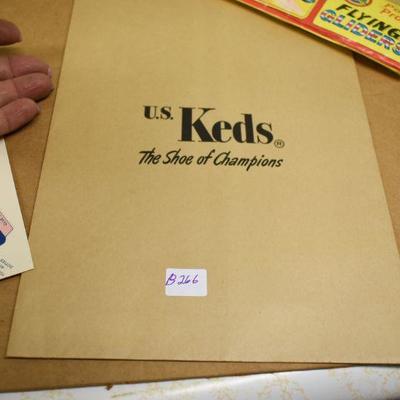 FLYING
GLIDERS
U.S. Keds®
The Shoe of Champions
B266